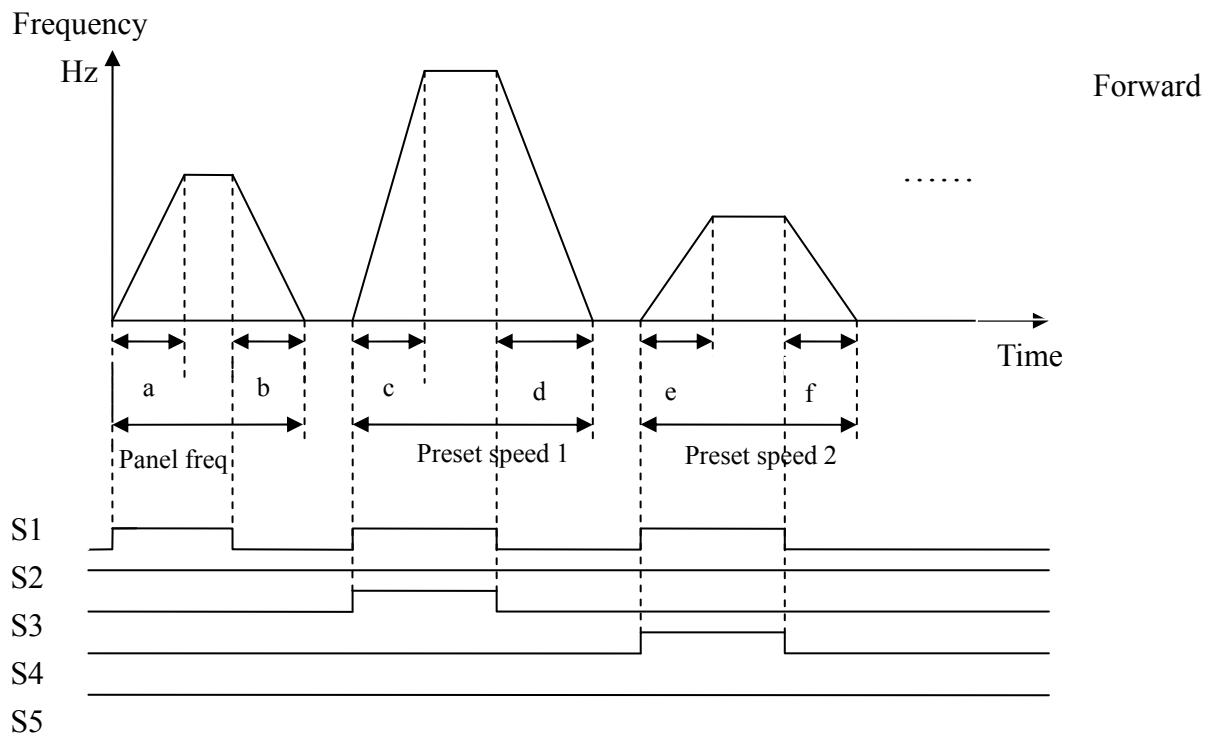 Frequency
Hz
Forward
......
Time
a b c d e f
Panel freq Preset speed 1 Preset speed 2
S1
S2
S3
S4
S5